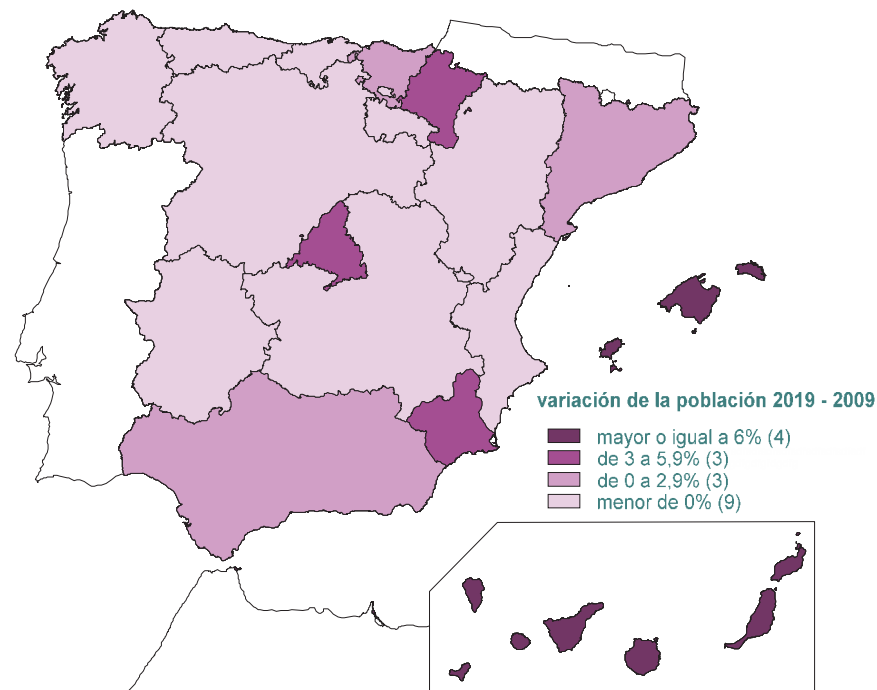 variación de la población 2019 - 2009
mayor o igual a 6% (4)
de 3 a 5,9% (3)
de 0 a 2,9% (3)
menor de 0% (9)